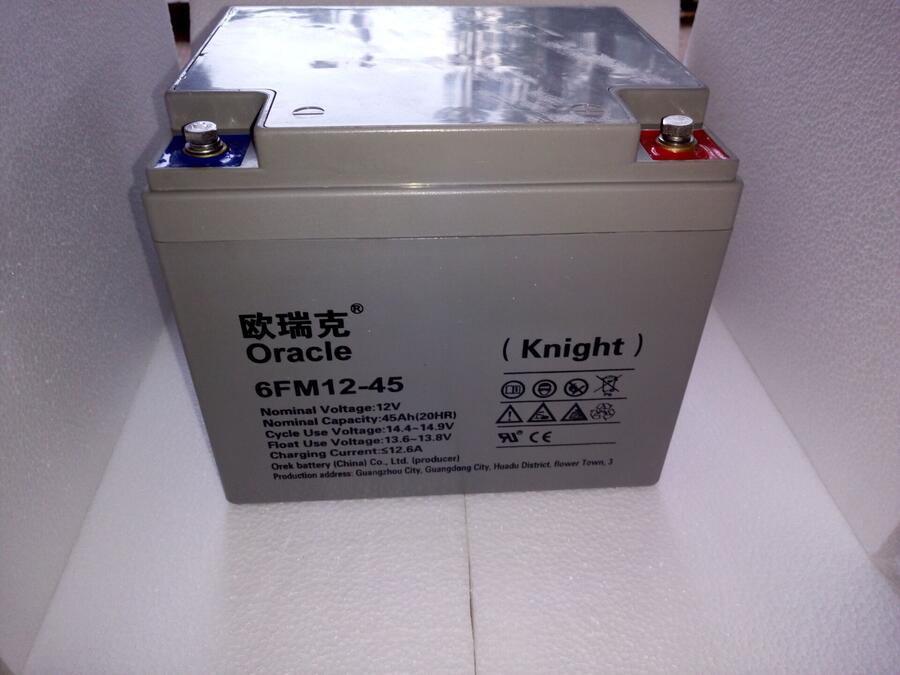 欧瑞克®
Oracle
6FM12-45
Nominal Voltage:12V
Nominal Capacity:45Ah(20HR)
Cycle Use Voltage:14.4~14.9V
Float Use Voltage:13.6~13.8V
Charging Current:≤12.6A
Orek battery (China) Co., Ltd. (producer)
Production address: Guangzhou City, Guangdong City, Huadu District, flower Town, 3
(Knight)
CE